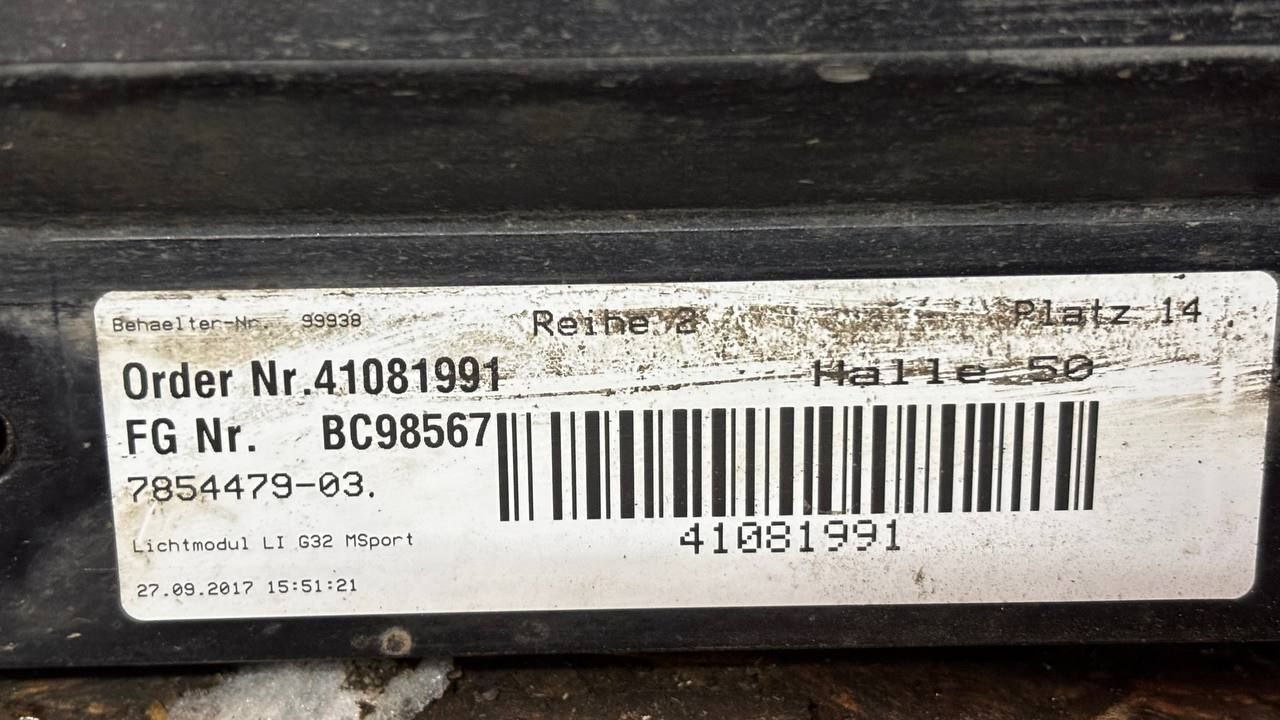 Behaelter-Nr. 99938
Reihe 2 Platz 14
Order Nr.41081991 Halle 50
FG Nr. BC98567
7854479-03.
41081991
Lichtmodul LI G32 MSport
27.09.2017 15:51:21